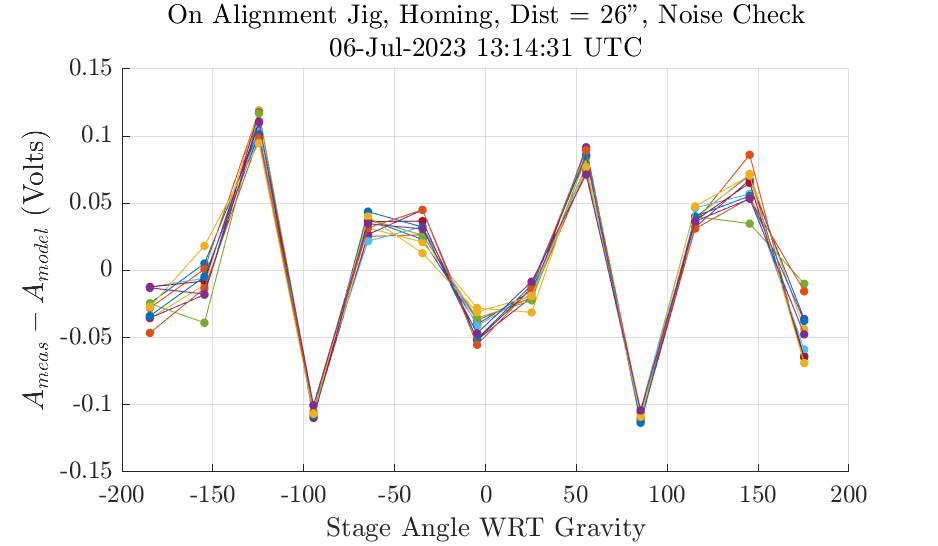 On Alignment Jig, Homing, Dist = 26", Noise Check
06-Jul-2023 13:14:31 UTC
0.15
0.1
0.05
0
-0.05
-0.1
-0.15
A_meas − A_model (Volts)
-200 -150 -100 -50 0 50 100 150 200
Stage Angle WRT Gravity